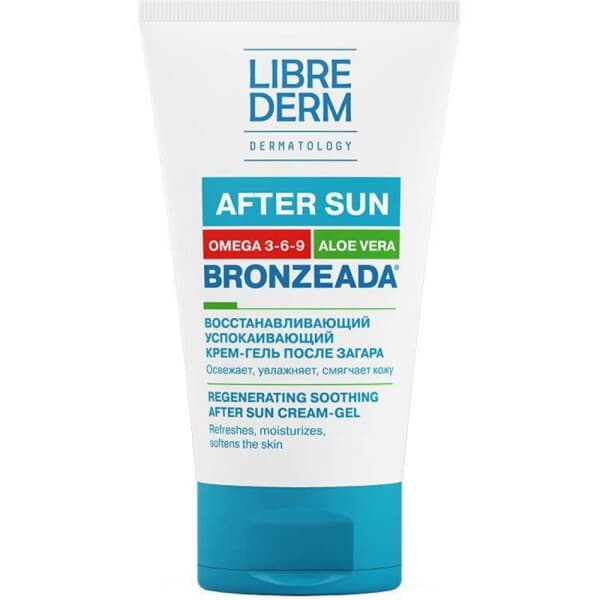 LIBRE
DERM
DERMATOLOGY
AFTER SUN
OMEGA 3-6-9 ALOE VERA
BRONZEADA®
ВОССТАНАВЛИВАЮЩИЙ
УСПОКАИВАЮЩИЙ
КРЕМ-ГЕЛЬ ПОСЛЕ ЗАГАРА
Освежает, увлажняет, смягчает кожу
REGENERATING SOOTHING
AFTER SUN CREAM-GEL
Refreshes, moisturizes,
softens the skin